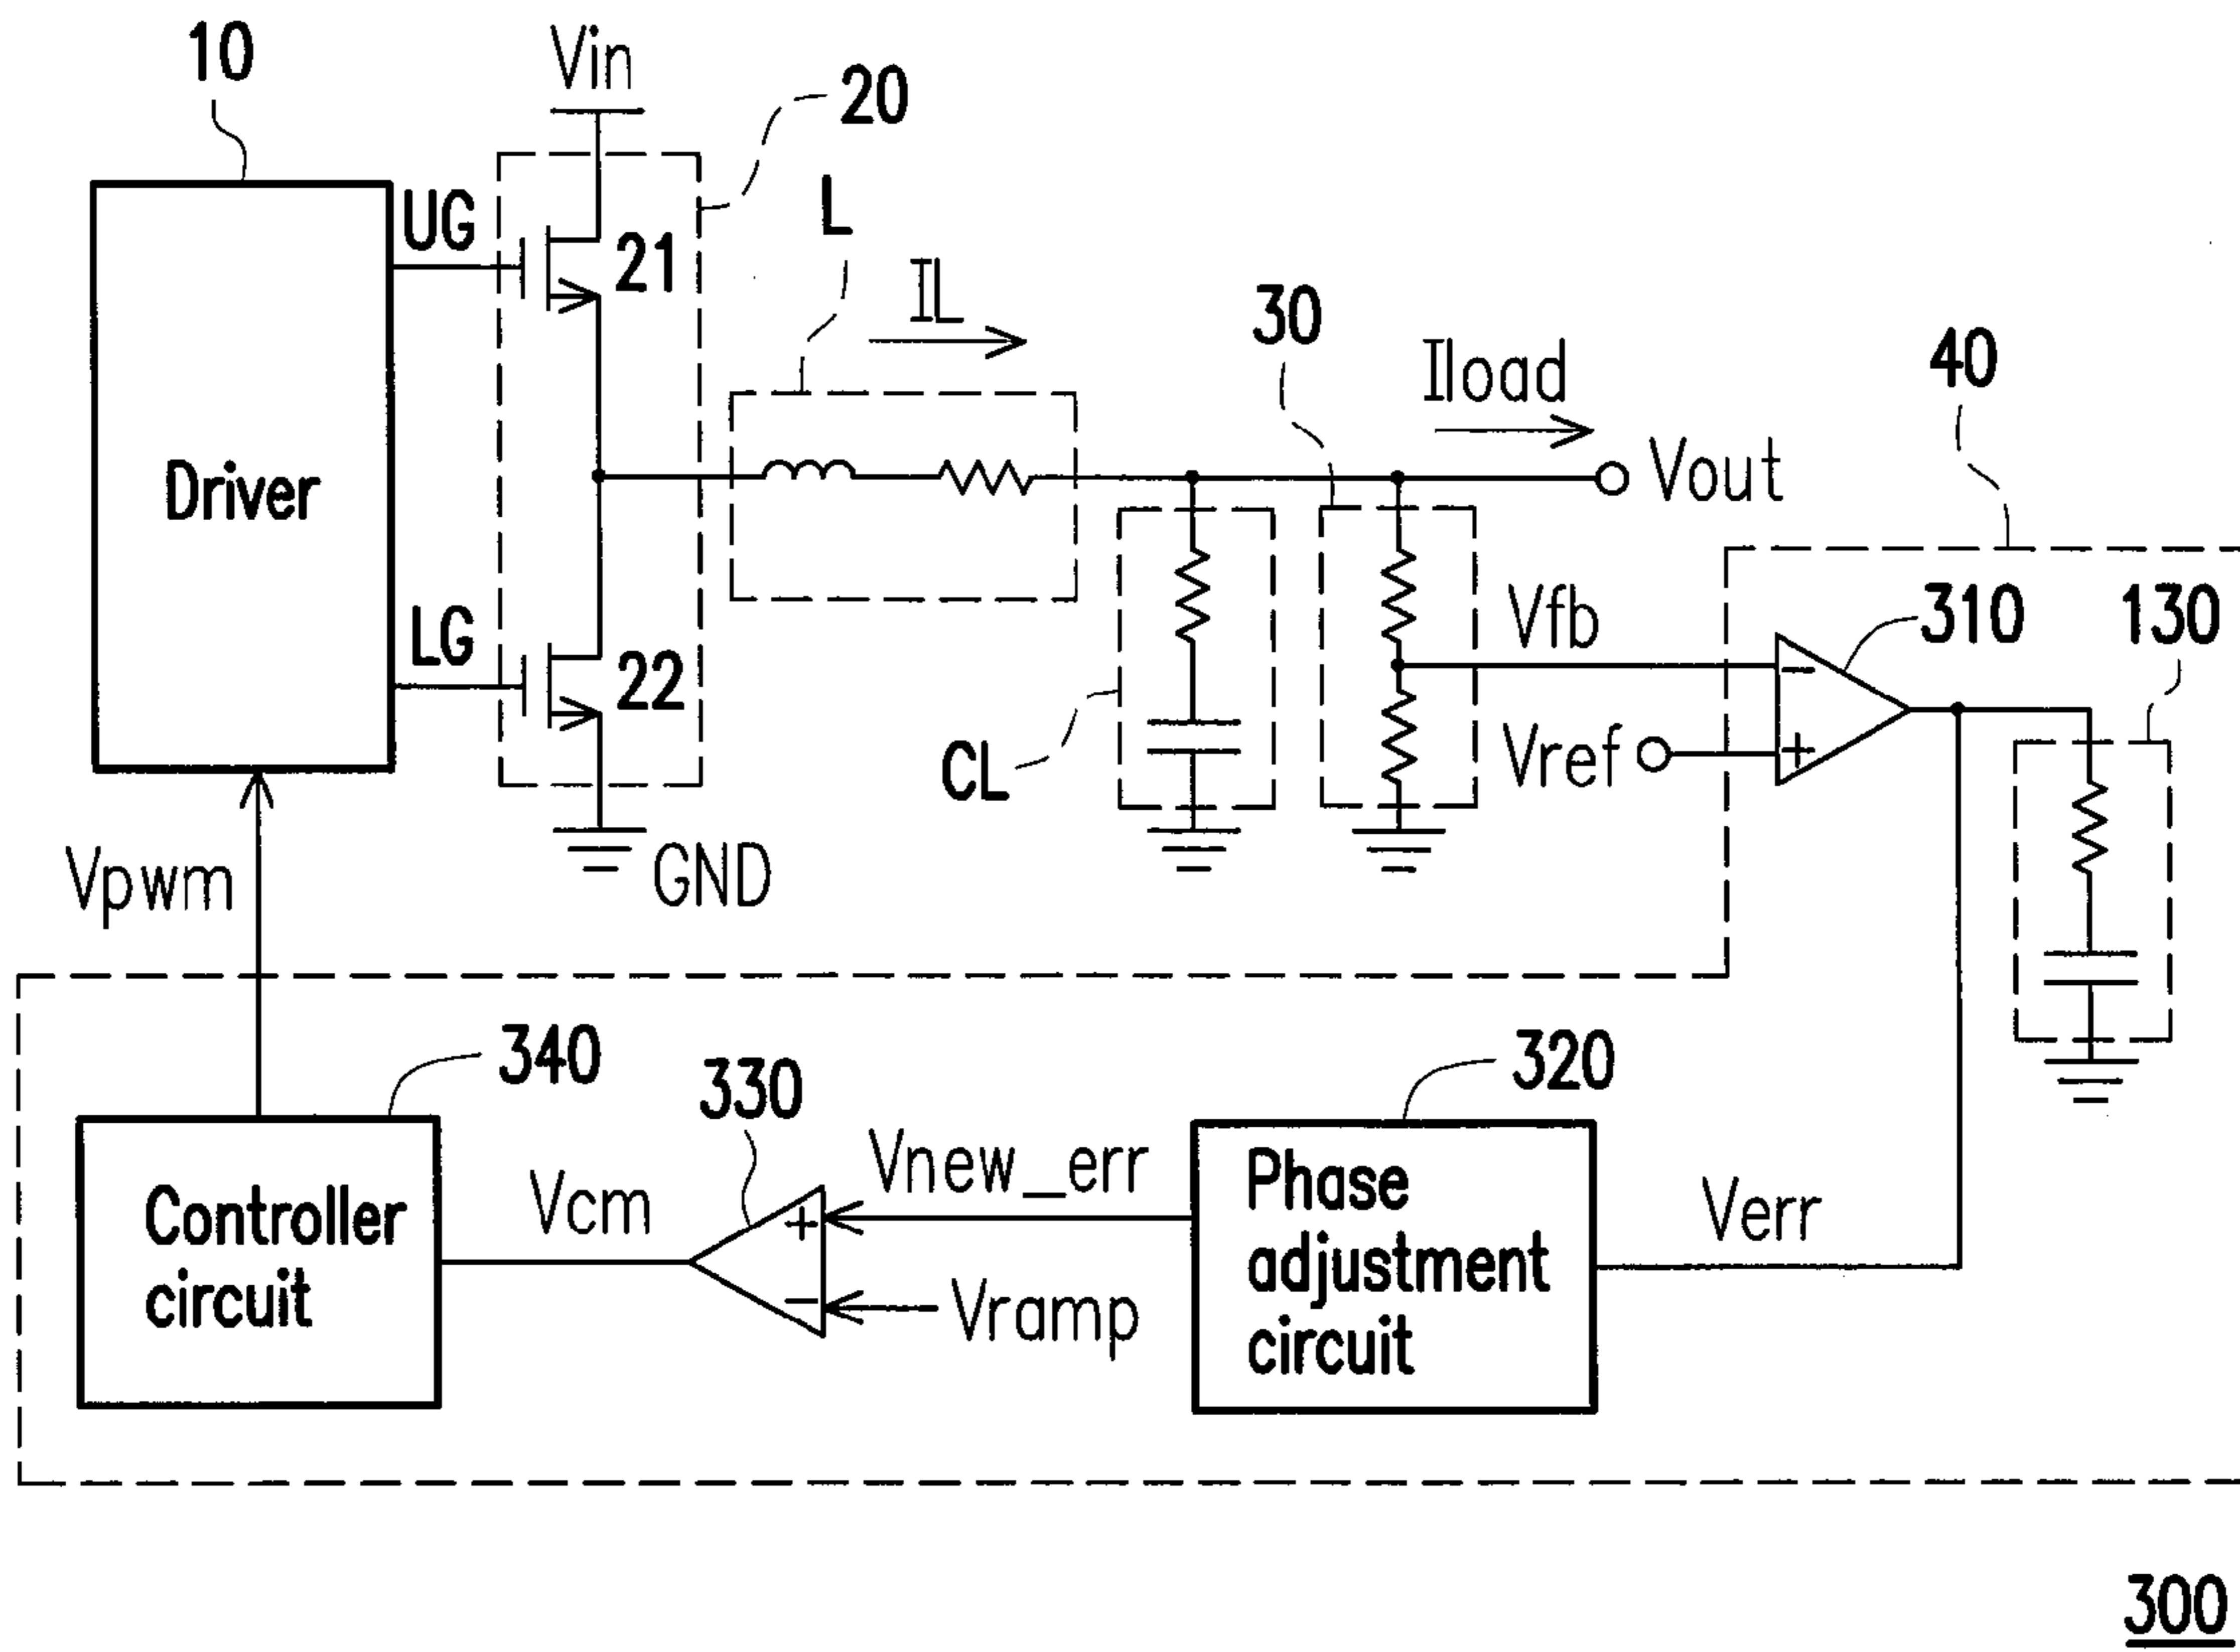 10
Vin
20
UG
21
L
IL
30
Iload
40
Driver
Vout
LG
22
CL
Vfb
310
130
Vref
−
+
Vpwm
GND
340
330
320
Controller
circuit
Vcm
+
−
Vnew_err
Vramp
Phase
adjustment
circuit
Verr
300